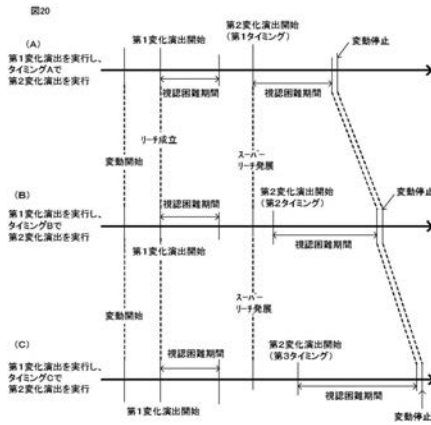 図20
(A)
第1変化演出を実行し、
タイミングAで
第2変化演出を実行
第1変化演出開始
第2変化演出開始
(第1タイミング)
変動停止
視認困難期間
視認困難期間
リーチ成立
変動開始
スーパー
リーチ発展
(B)
第1変化演出を実行し、
タイミングBで
第2変化演出を実行
視認困難期間
第2変化演出開始
(第2タイミング)
変動停止
視認困難期間
第1変化演出開始
変動開始
スーパー
リーチ発展
(C)
第1変化演出を実行し、
タイミングCで
第2変化演出を実行
視認困難期間
第2変化演出開始
(第3タイミング)
視認困難期間
第1変化演出開始
変動停止